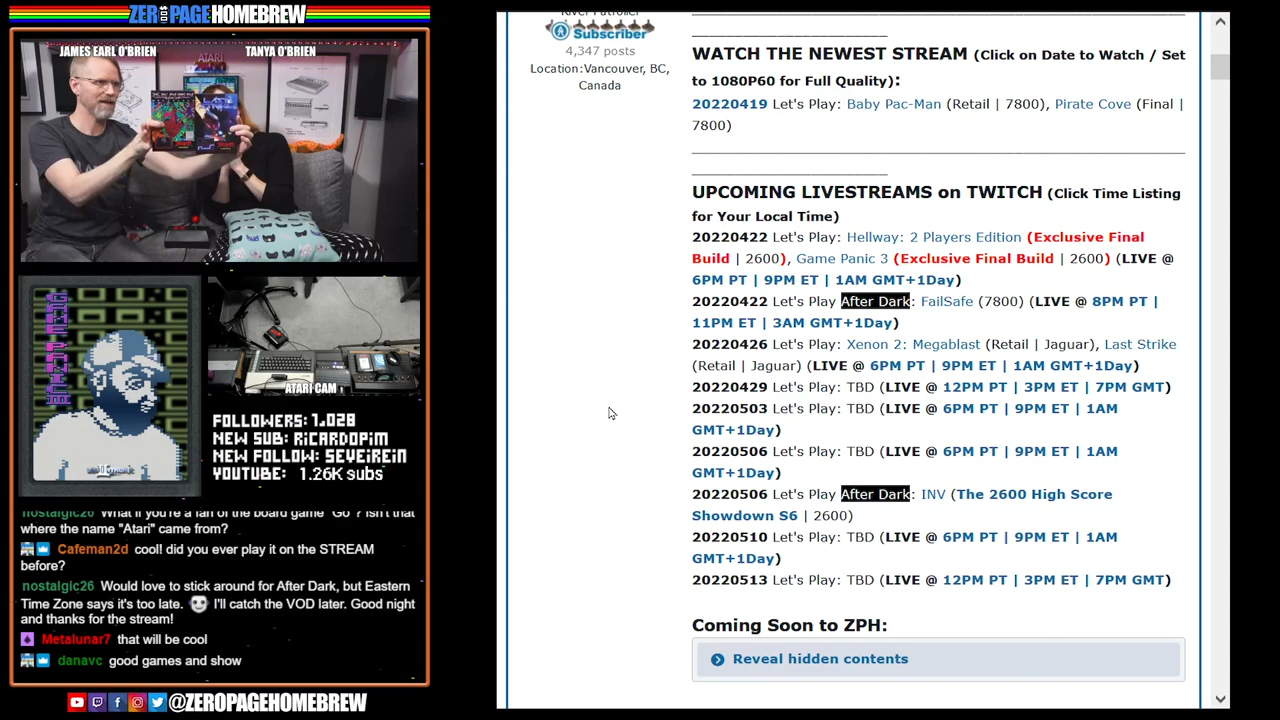 ZEROPAGEHOMEBREW
JAMES EARL O'BRIEN
TANYA O'BRIEN
ATARI
ATARI CAM
FOLLOWERS: 1,028
NEW SUB: RICARDOPIM
NEW FOLLOW: SEVEIREIN
YOUTUBE: 1.26K subs
nostalgic26 What if you're a fan of the board game "Go"? Isn't that
where the name "Atari" came from?
Cafeman2d cool! did you ever play it on the STREAM
before?
nostalgic26 Would love to stick around for After Dark, but Eastern
Time Zone says it's too late. I'll catch the VOD later. Good night
and thanks for the stream!
Metalunar7 that will be cool
danavc good games and show
@ZEROPAGEHOMEBREW
River Patroller
Subscriber
4,347 posts
Location:Vancouver, BC,
Canada
WATCH THE NEWEST STREAM (Click on Date to Watch / Set
to 1080P60 for Full Quality):
20220419 Let's Play: Baby Pac-Man (Retail | 7800), Pirate Cove (Final |
7800)
UPCOMING LIVESTREAMS on TWITCH (Click Time Listing
for Your Local Time)
20220422 Let's Play: Hellway: 2 Players Edition (Exclusive Final
Build | 2600), Game Panic 3 (Exclusive Final Build | 2600) (LIVE @
6PM PT | 9PM ET | 1AM GMT+1Day)
20220422 Let's Play After Dark: FailSafe (7800) (LIVE @ 8PM PT |
11PM ET | 3AM GMT+1Day)
20220426 Let's Play: Xenon 2: Megablast (Retail | Jaguar), Last Strike
(Retail | Jaguar) (LIVE @ 6PM PT | 9PM ET | 1AM GMT+1Day)
20220429 Let's Play: TBD (LIVE @ 12PM PT | 3PM ET | 7PM GMT)
20220503 Let's Play: TBD (LIVE @ 6PM PT | 9PM ET | 1AM
GMT+1Day)
20220506 Let's Play: TBD (LIVE @ 6PM PT | 9PM ET | 1AM
GMT+1Day)
20220506 Let's Play After Dark: INV (The 2600 High Score
Showdown S6 | 2600)
20220510 Let's Play: TBD (LIVE @ 6PM PT | 9PM ET | 1AM
GMT+1Day)
20220513 Let's Play: TBD (LIVE @ 12PM PT | 3PM ET | 7PM GMT)
Coming Soon to ZPH:
Reveal hidden contents